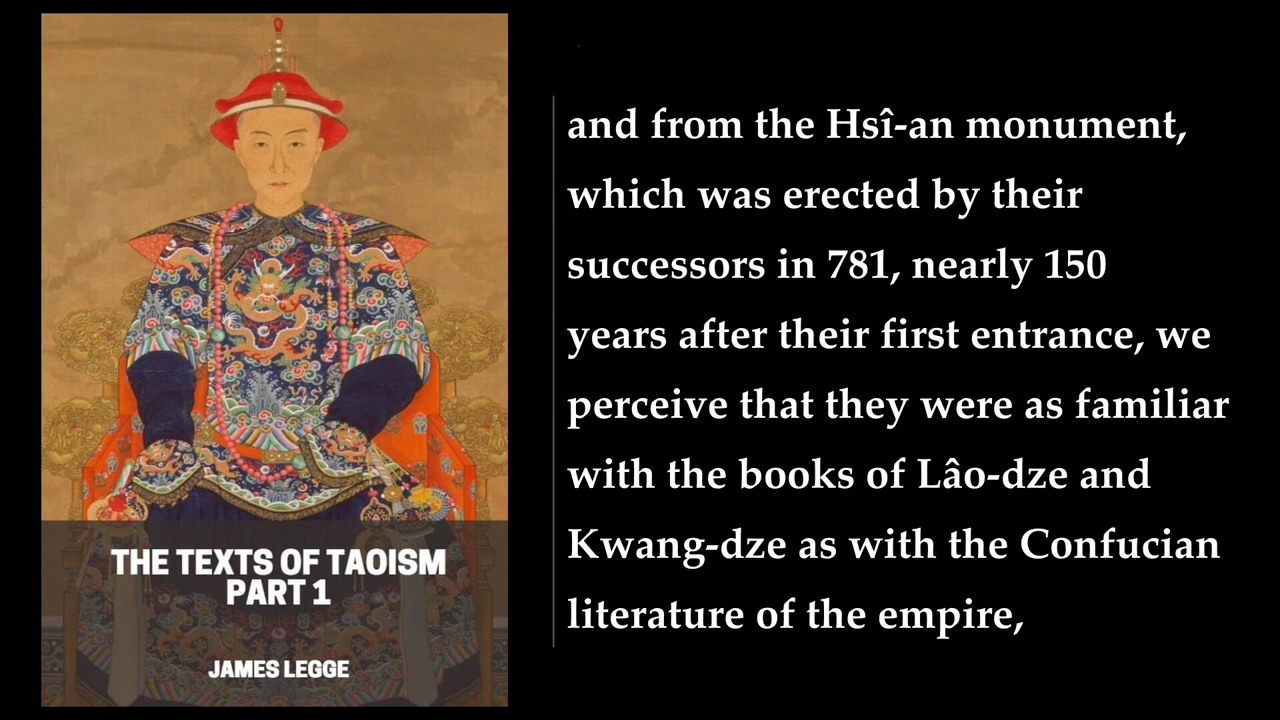 THE TEXTS OF TAOISM
PART 1
JAMES LEGGE
and from the Hsî-an monument,
which was erected by their
successors in 781, nearly 150
years after their first entrance, we
perceive that they were as familiar
with the books of Lâo-dze and
Kwang-dze as with the Confucian
literature of the empire,